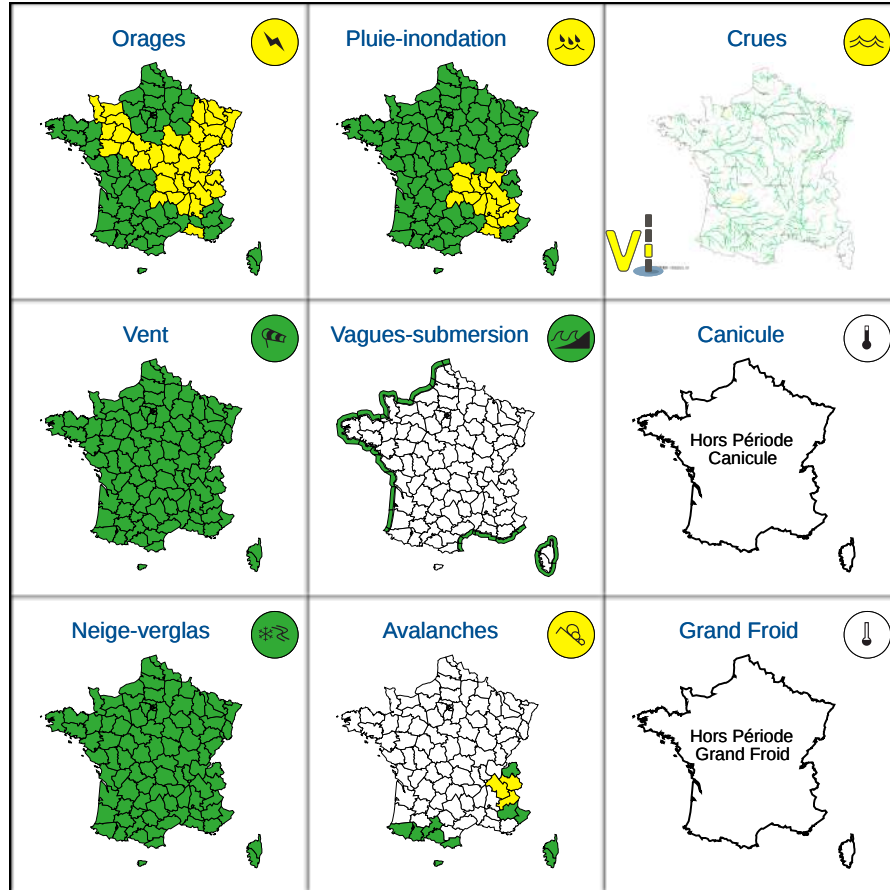 Orages
Pluie-inondation
Crues
Vi
Vent
Vagues-submersion
Canicule
Hors Période
Canicule
Neige-verglas
Avalanches
Grand Froid
Hors Période
Grand Froid